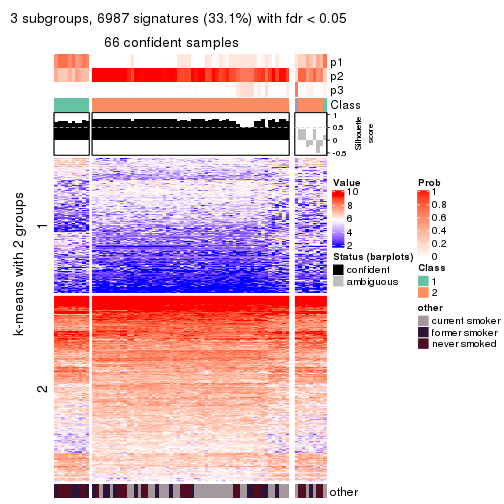 3 subgroups, 6987 signatures (33.1%) with fdr < 0.05
66 confident samples
p1
p2
p3
Class
1
0.5
0
-0.5
Silhouette
score
k-means with 2 groups
1
2
other
Value
10
8
6
4
2
Status (barplots)
confident
ambiguous
Prob
1
0.8
0.6
0.4
0.2
0
Class
1
2
other
current smoker
former smoker
never smoked